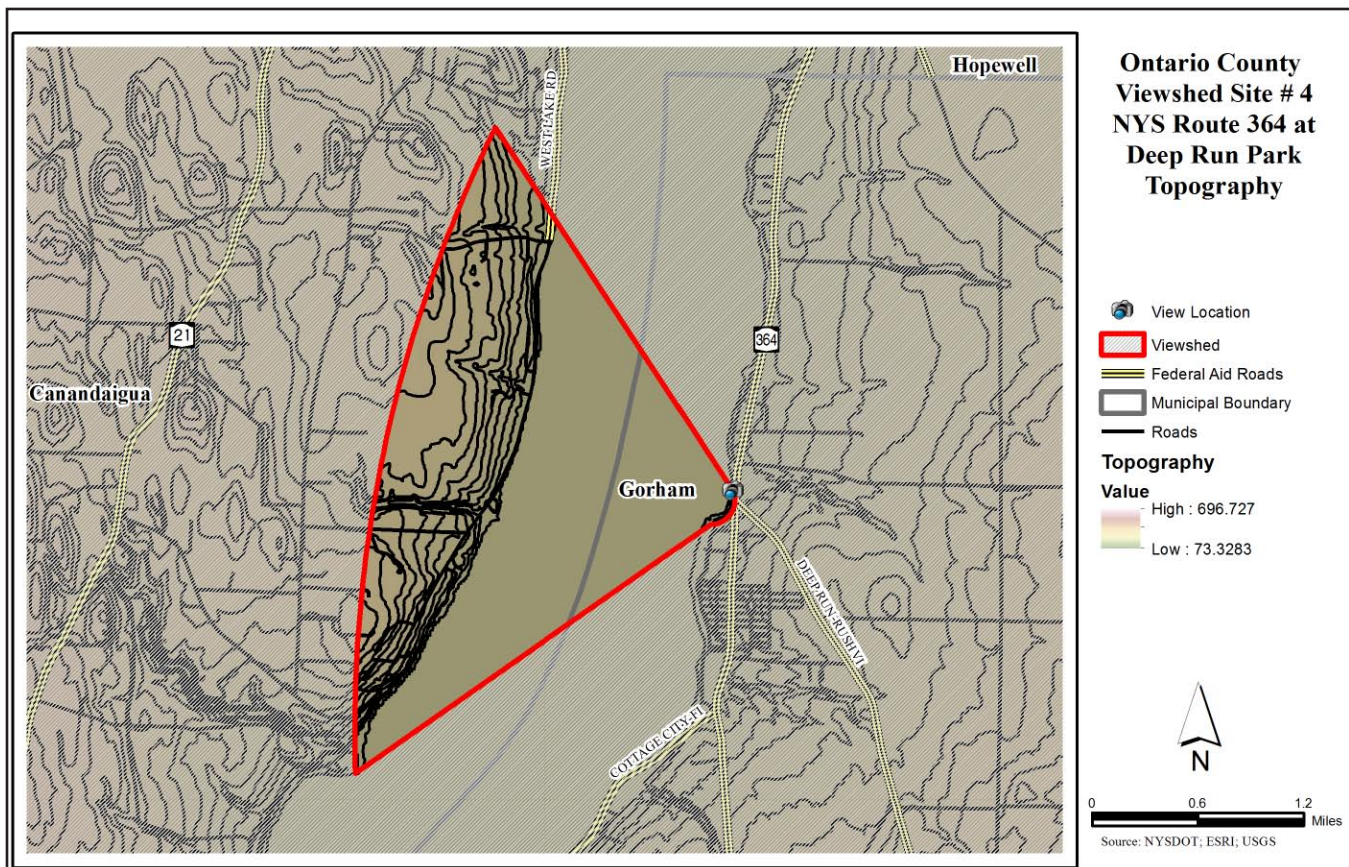 Ontario County
Viewshed Site # 4
NYS Route 364 at
Deep Run Park
Topography
Hopewell
WEST LAKE RD
21
364
Canandaigua
Gorham
DEEP RUN-RUSHVI
COTTAGE CITY-FI
View Location
Viewshed
Federal Aid Roads
Municipal Boundary
Roads
Topography
Value
High : 696.727
Low : 73.3283
N
0 0.6 1.2
Miles
Source: NYSDOT; ESRI; USGS